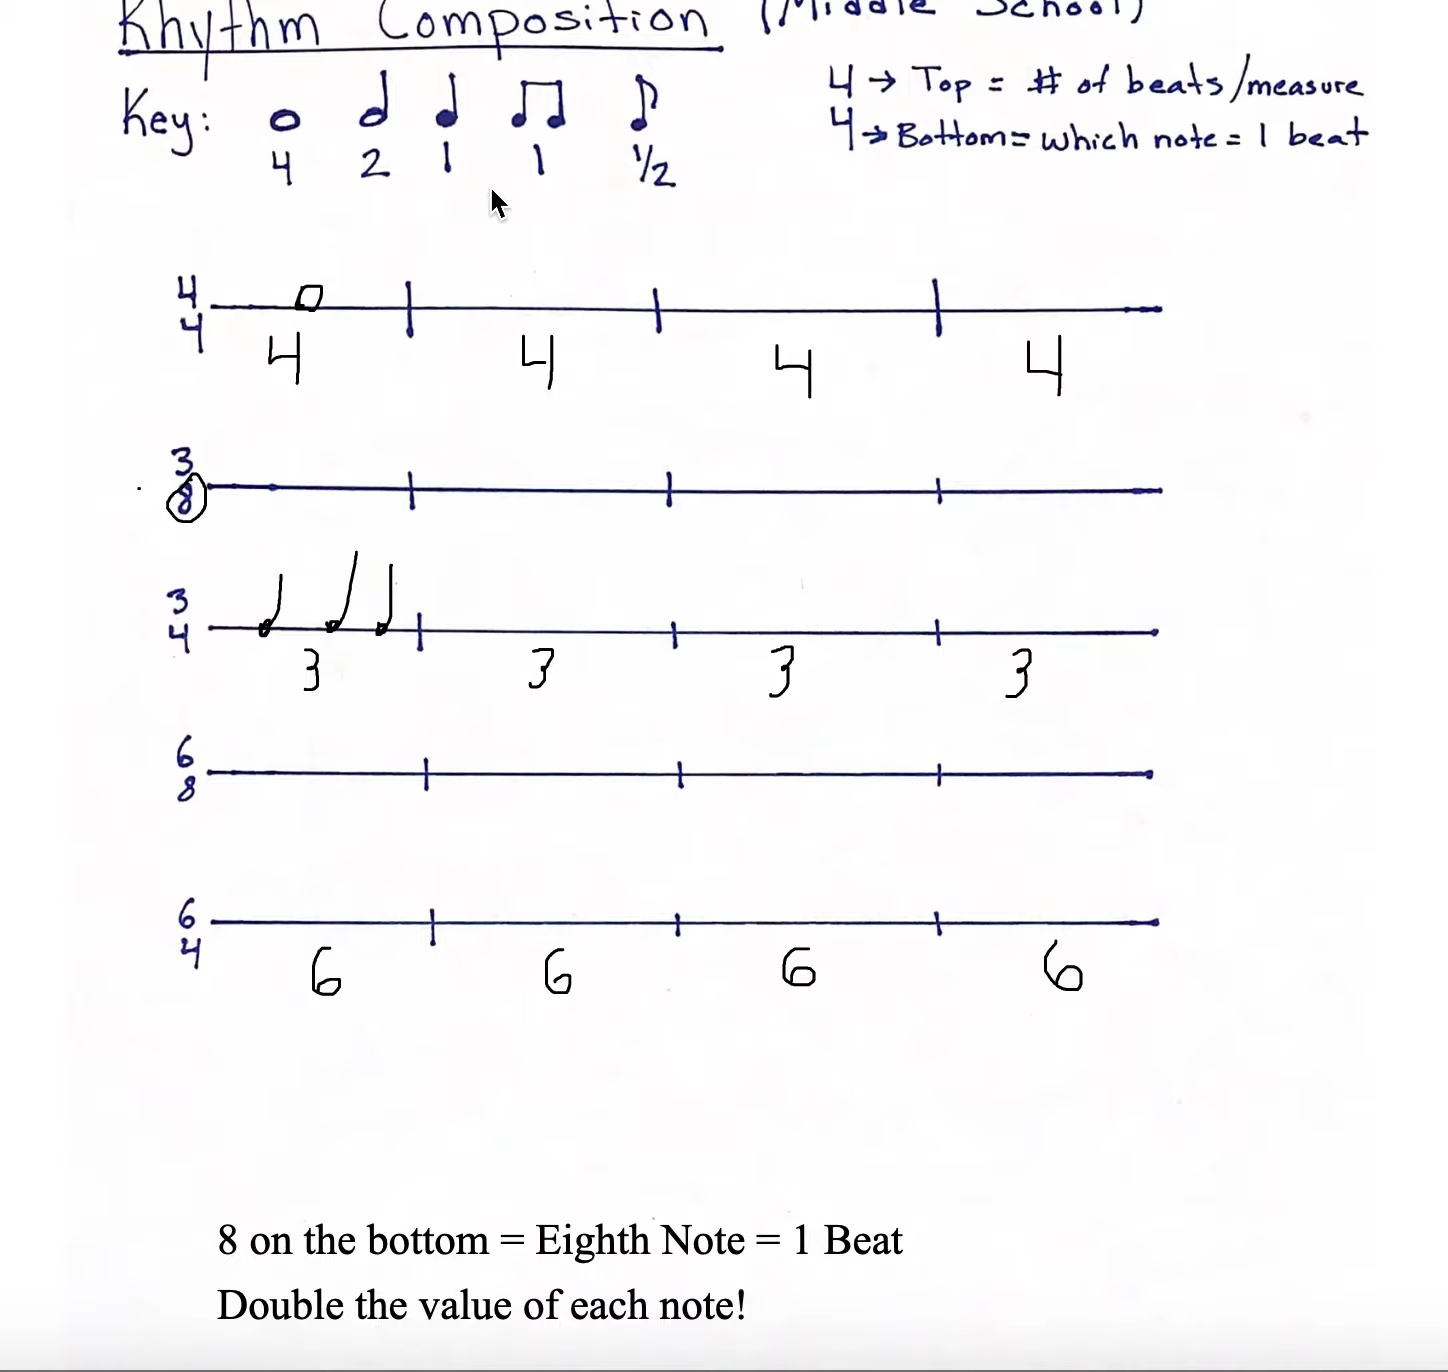 Rhythm Composition (Middle School)
Key:
4 2 1 1 1/2
4 → Top = # of beats/measure
4 → Bottom = which note = 1 beat
4
4
4 4 4 4
3
8
3
4
3 3 3 3
6
8
6
4
6 6 6 6
8 on the bottom = Eighth Note = 1 Beat
Double the value of each note!